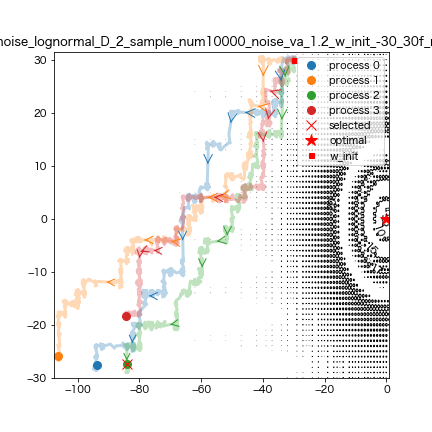 noise_lognormal_D_2_sample_num10000_noise_va_1.2_w_init_-30_30f_r
process 0
process 1
process 2
process 3
selected
optimal
w_init
30
20
10
0
−10
−20
−30
−100
−80
−60
−40
−20
0